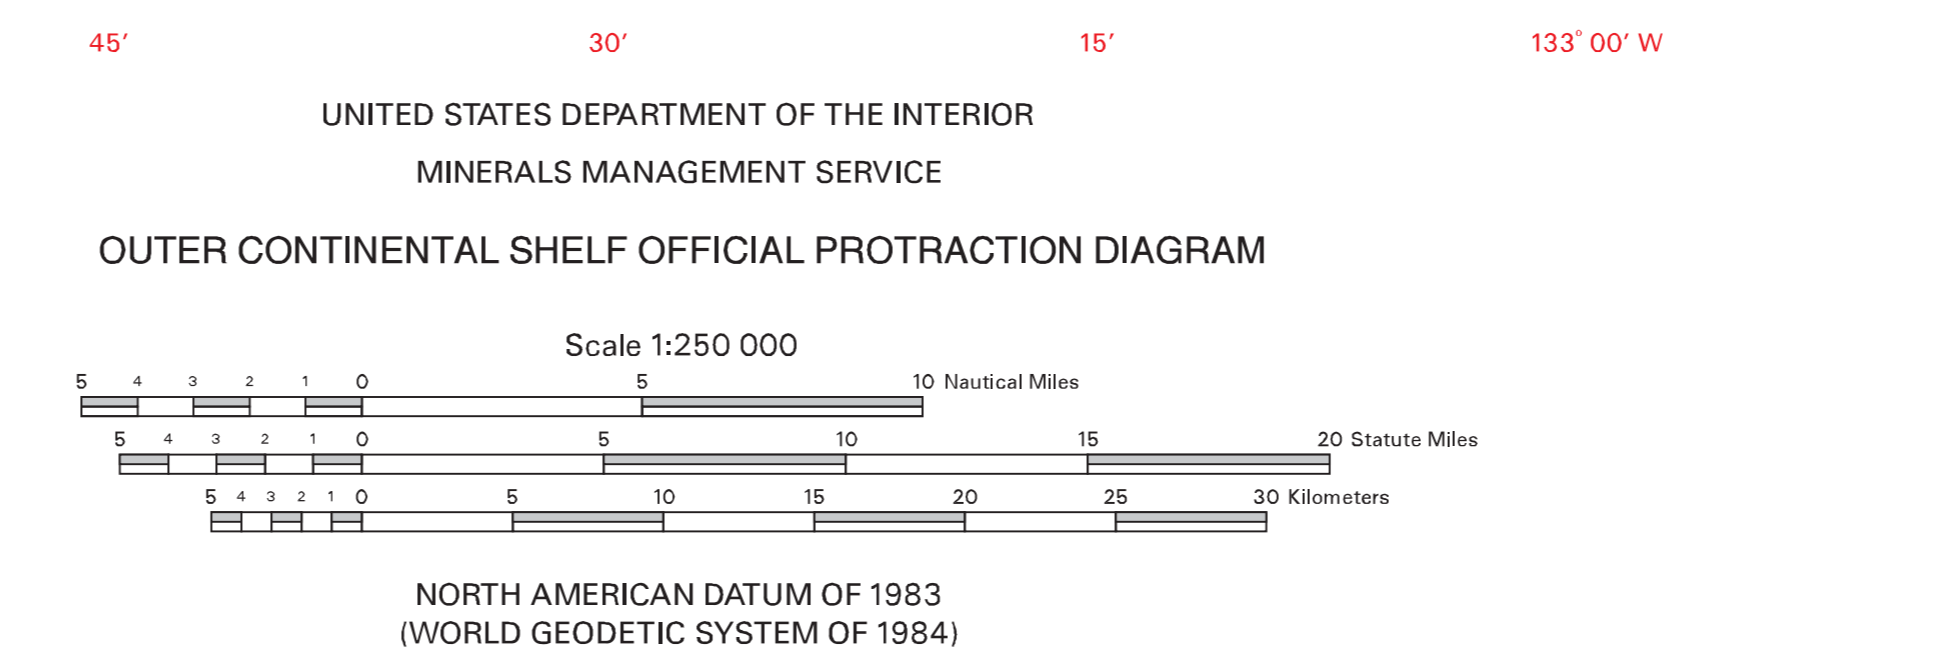 45′ 30′ 15′ 133° 00′ W
UNITED STATES DEPARTMENT OF THE INTERIOR
MINERALS MANAGEMENT SERVICE
OUTER CONTINENTAL SHELF OFFICIAL PROTRACTION DIAGRAM
Scale 1:250 000
5 4 3 2 1 0 5 10 Nautical Miles
5 4 3 2 1 0 5 10 15 20 Statute Miles
5 4 3 2 1 0 5 10 15 20 25 30 Kilometers
NORTH AMERICAN DATUM OF 1983
(WORLD GEODETIC SYSTEM OF 1984)